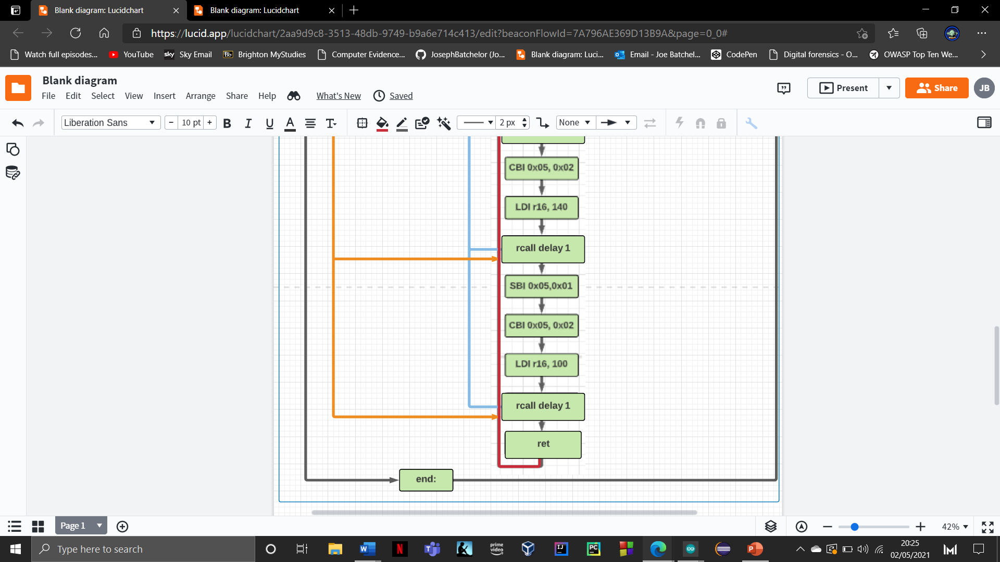 Blank diagram: Lucidchart
Blank diagram: Lucidchart
https://lucid.app/lucidchart/2aa9d9c8-3513-48db-9749-b9a6e714c413/edit?beaconFlowId=7A796AE369D13B9A&page=0_0#
Watch full episodes... YouTube sky Sky Email Bb Brighton MyStudies Computer Evidence... JosephBatchelor (Jo... Blank diagram: Luci... Email - Joe Batchel... CodePen Digital forensics - O... OWASP Top Ten We...
Blank diagram
File Edit Select View Insert Arrange Share Help What's New Saved
Present Share JB
Liberation Sans - 10 pt + B I U A T 2 px None
CBI 0x05, 0x02
LDI r16, 140
rcall delay 1
SBI 0x05,0x01
CBI 0x05, 0x02
LDI r16, 100
rcall delay 1
ret
end:
Page 1 42%
Type here to search
prime video
20:25
02/05/2021